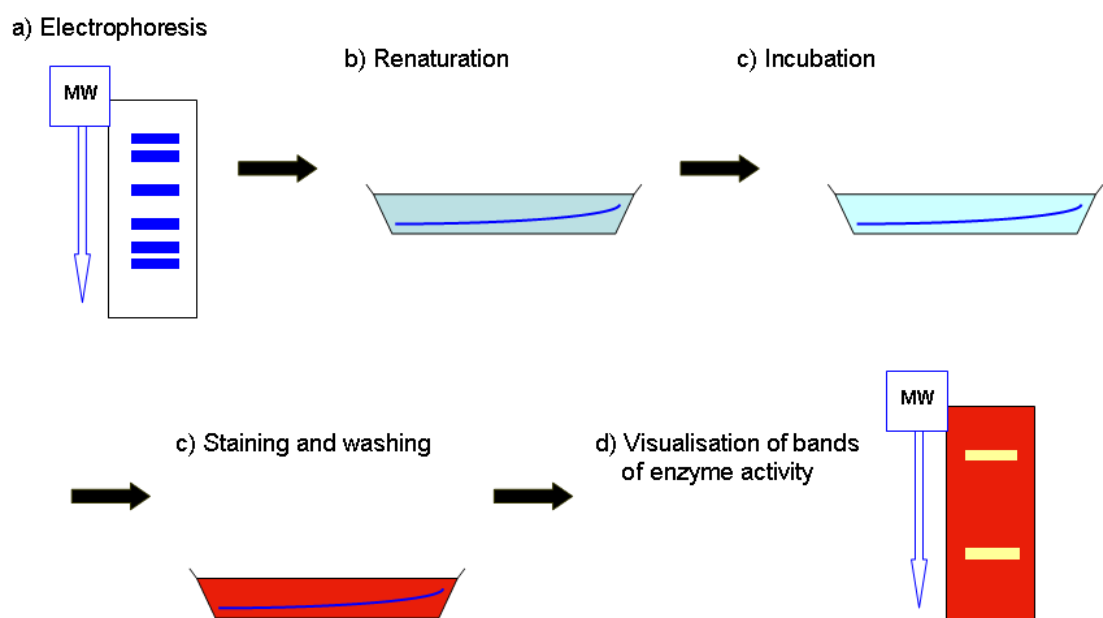 a) Electrophoresis
MW
b) Renaturation
c) Incubation
c) Staining and washing
d) Visualisation of bands
of enzyme activity
MW